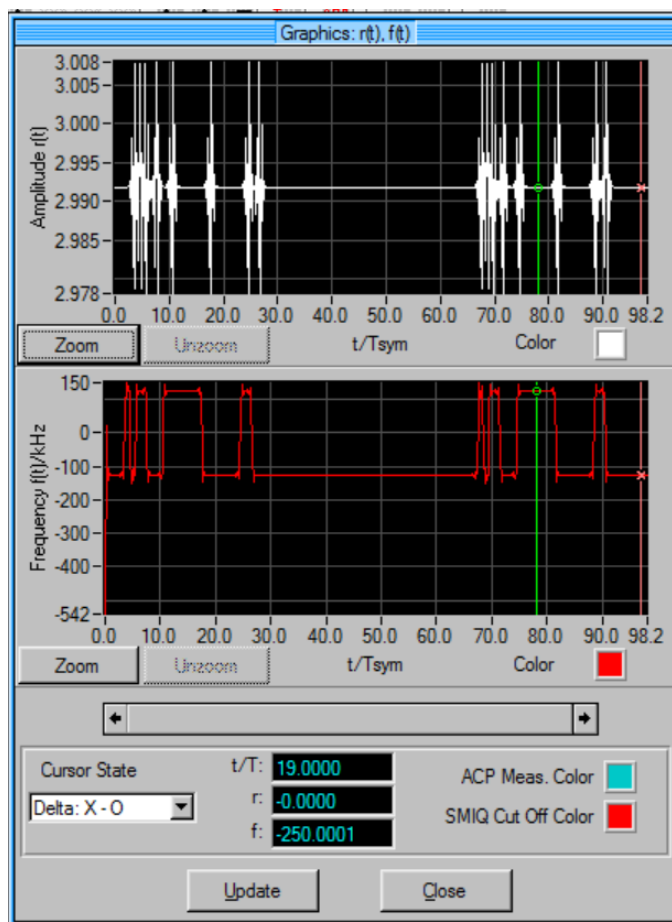 Graphics: r(t), f(t)
Amplitude r(t)
3.008
3.005
3.000
2.995
2.990
2.985
2.978
0.0 10.0 20.0 30.0 40.0 50.0 60.0 70.0 80.0 90.0 98.2
Zoom Unzoom t/Tsym Color
Frequency f(t)/kHz
150
0
-100
-200
-300
-400
-542
0.0 10.0 20.0 30.0 40.0 50.0 60.0 70.0 80.0 90.0 98.2
Zoom Unzoom t/Tsym Color
Cursor State
Delta: X - O
t/T: 19.0000
r: -0.0000
f: -250.0001
ACP Meas. Color
SMIQ Cut Off Color
Update Close